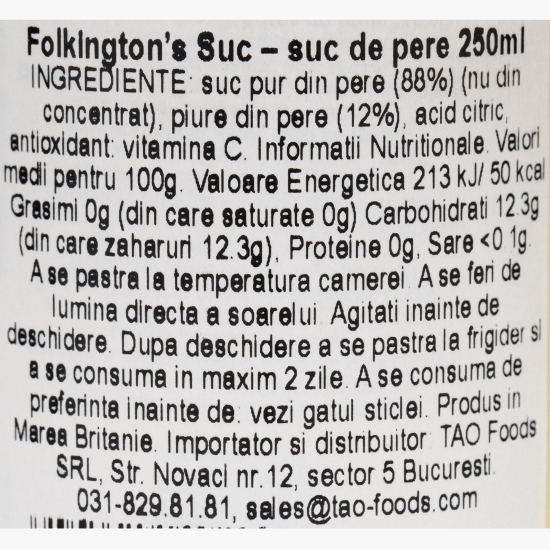 Folkington's Suc – suc de pere 250ml
INGREDIENTE: suc pur din pere (88%) (nu din
concentrat), piure din pere (12%), acid citric,
antioxidant: vitamina C. Informatii Nutritionale. Valori
medii pentru 100g. Valoare Energetica 213 kJ/ 50 kcal
Grasimi 0g (din care saturate 0g) Carbohidrati 12.3g
(din care zaharuri 12.3g), Proteine 0g, Sare <0.1g.
A se pastra la temperatura camerei. A se feri de
lumina directa a soarelui. Agitati inainte de
deschidere. Dupa deschidere a se pastra la frigider si
a se consuma in maxim 2 zile. A se consuma de
preferinta inainte de: vezi gatul sticlei. Produs in
Marea Britanie. Importator si distribuitor: TAO Foods
SRL, Str. Novaci nr.12, sector 5 Bucuresti.
031-829.81.81, sales@tao-foods.com